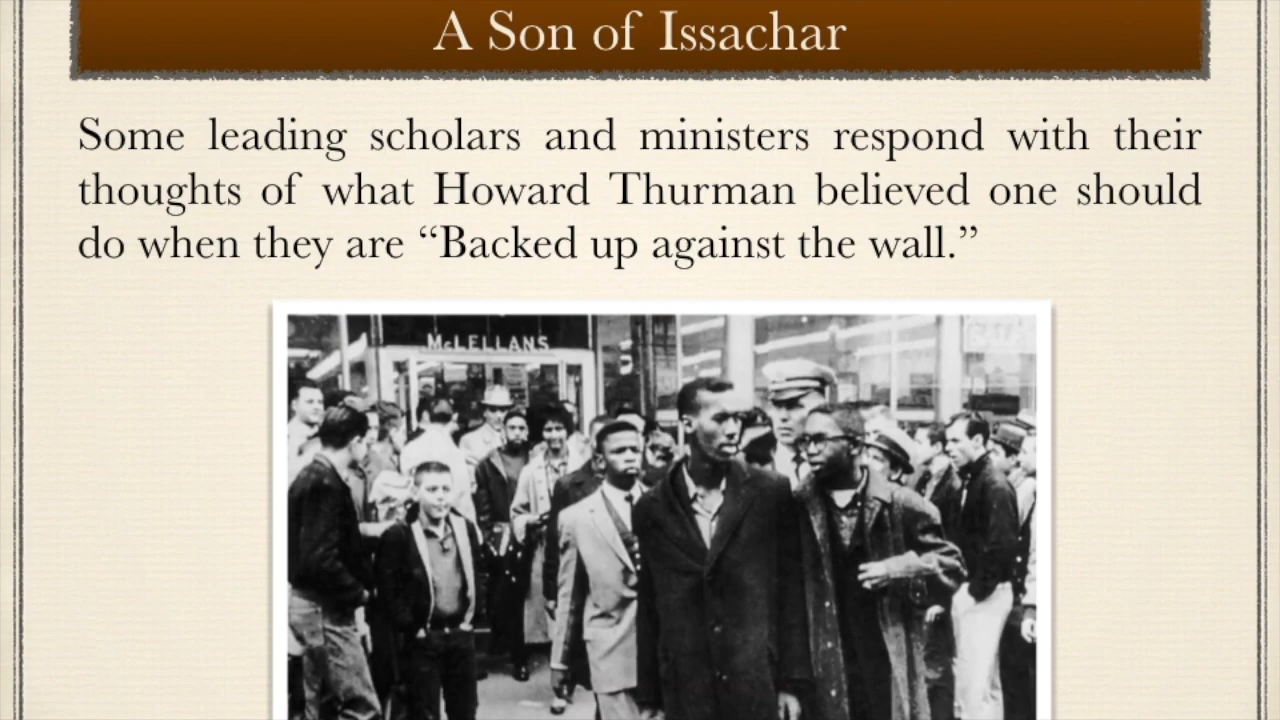 A Son of Issachar
Some leading scholars and ministers respond with their
thoughts of what Howard Thurman believed one should
do when they are “Backed up against the wall.”
McLELLANS